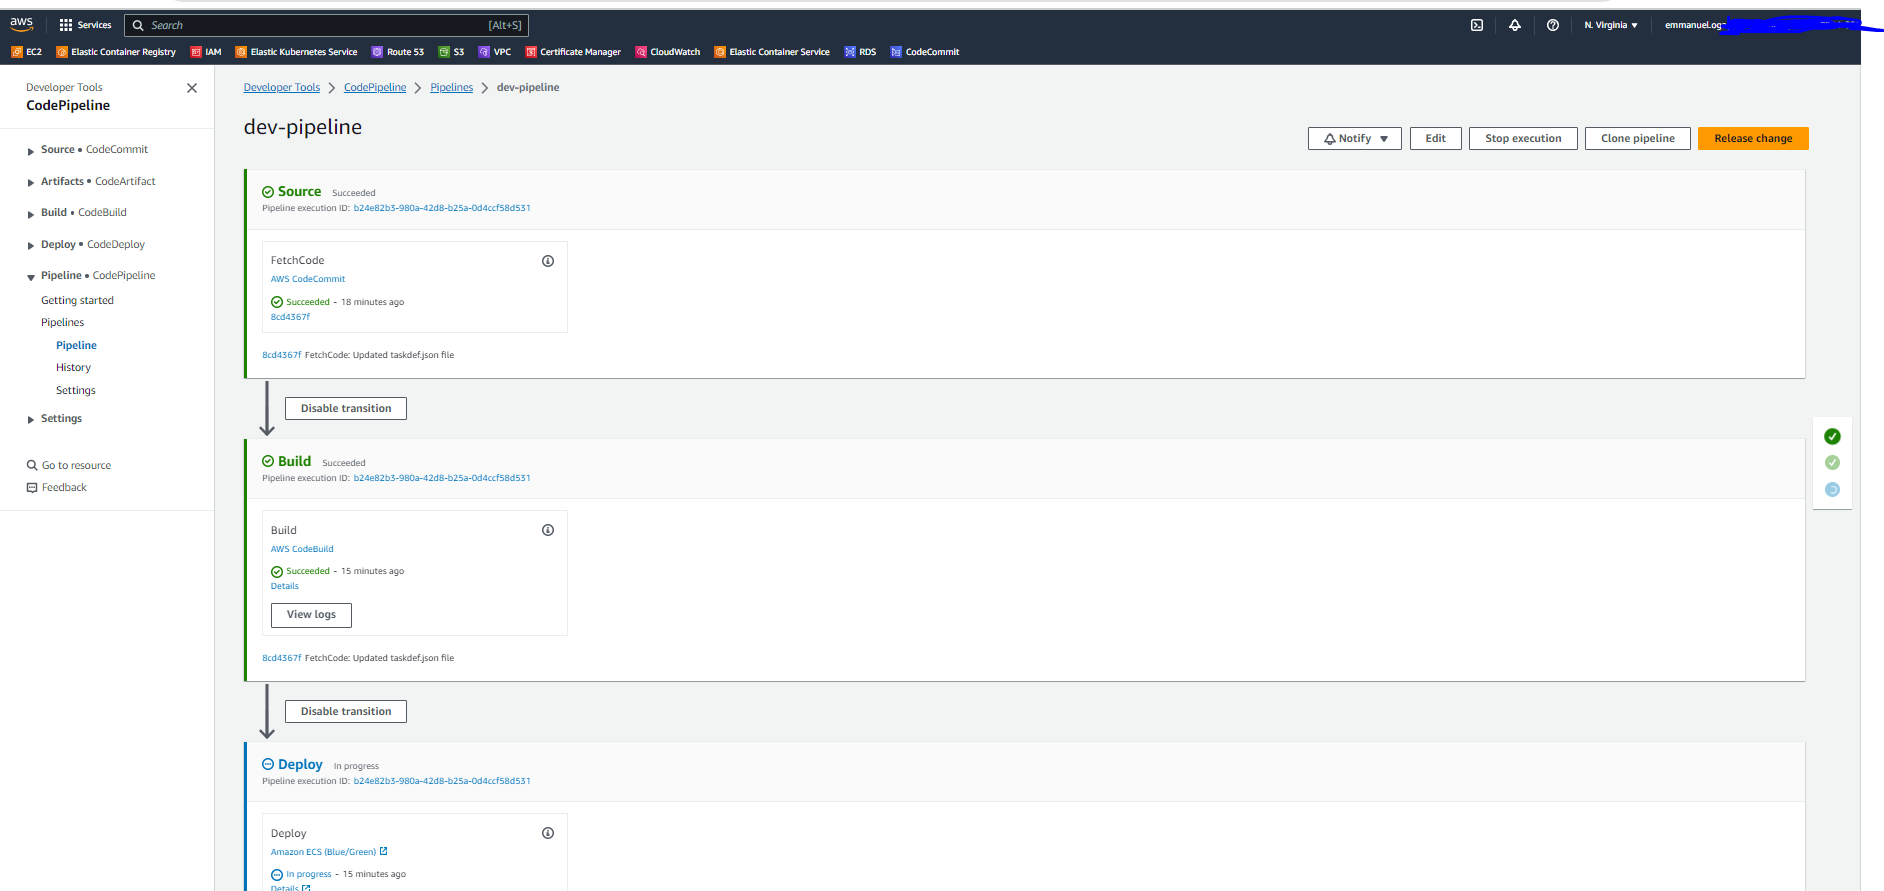 aws Services Search [Alt+S] N. Virginia emmanuel.og
EC2 Elastic Container Registry IAM Elastic Kubernetes Service Route 53 S3 VPC Certificate Manager CloudWatch Elastic Container Service RDS CodeCommit
Developer Tools
CodePipeline
Source • CodeCommit
Artifacts • CodeArtifact
Build • CodeBuild
Deploy • CodeDeploy
Pipeline • CodePipeline
Getting started
Pipelines
Pipeline
History
Settings
Settings
Go to resource
Feedback
Developer Tools CodePipeline Pipelines dev-pipeline
dev-pipeline
Notify Edit Stop execution Clone pipeline Release change
Source Succeeded
Pipeline execution ID: b24e82b3-980a-42d8-b25a-0d4ccf58d531
FetchCode
AWS CodeCommit
Succeeded - 18 minutes ago
8cd4367f
8cd4367f FetchCode: Updated taskdef.json file
Disable transition
Build Succeeded
Pipeline execution ID: b24e82b3-980a-42d8-b25a-0d4ccf58d531
Build
AWS CodeBuild
Succeeded - 15 minutes ago
Details
View logs
8cd4367f FetchCode: Updated taskdef.json file
Disable transition
Deploy In progress
Pipeline execution ID: b24e82b3-980a-42d8-b25a-0d4ccf58d531
Deploy
Amazon ECS (Blue/Green)
In progress - 15 minutes ago
Details